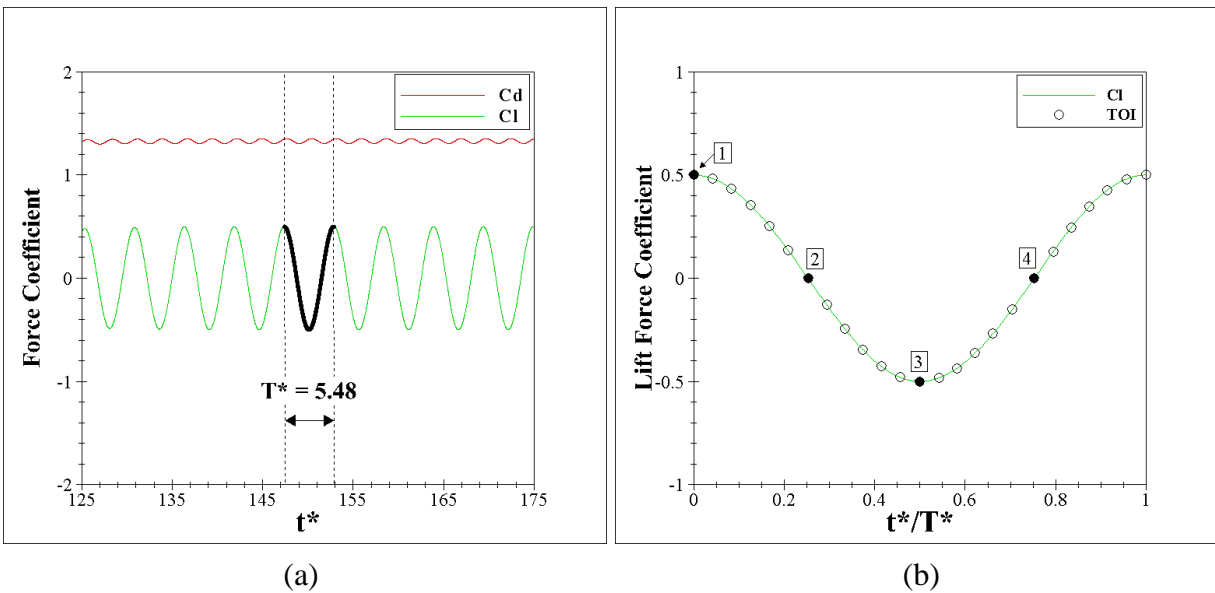 2
1
0
-1
-2
Force Coefficient
125
135
145
155
165
175
t*
Cd
Cl
T* = 5.48
(a)
1
0.5
0
-0.5
-1
Lift Force Coefficient
0
0.2
0.4
0.6
0.8
1
t*/T*
Cl
TOI
1
2
3
4
(b)